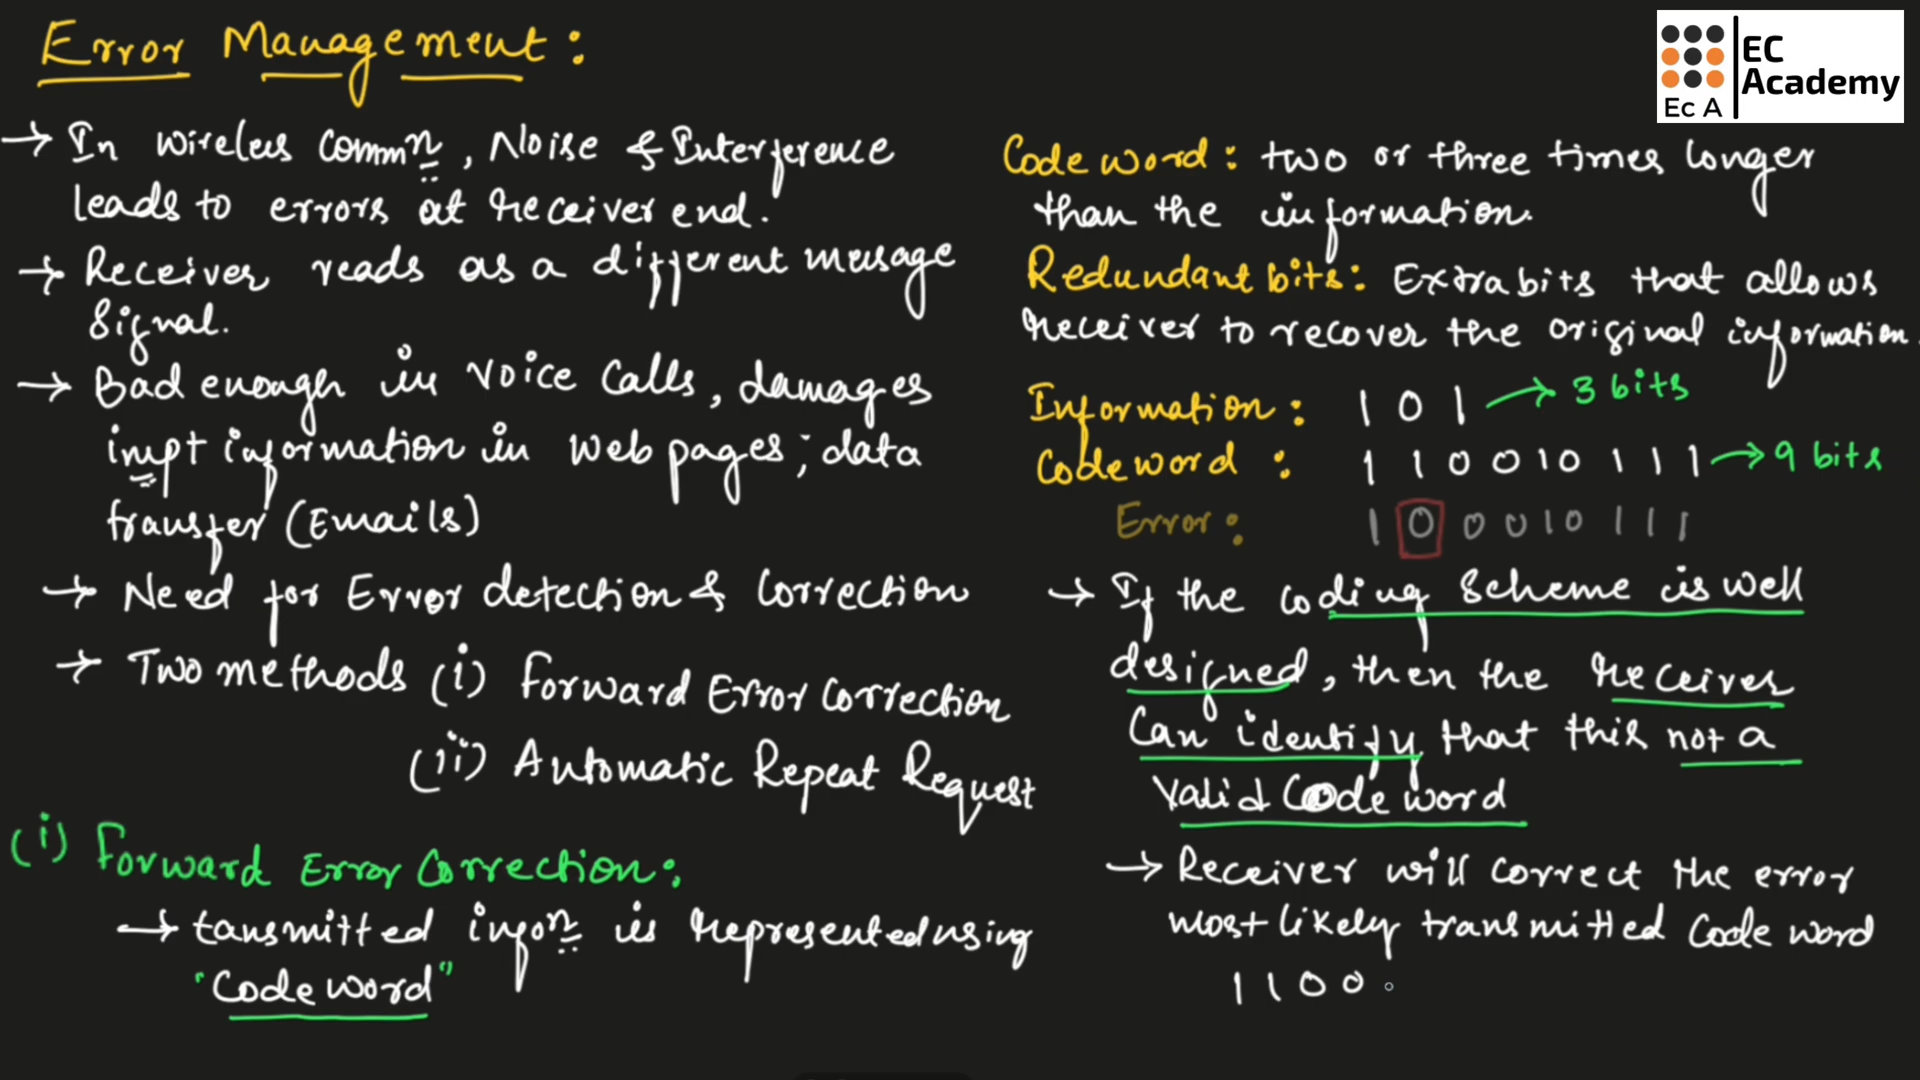 Error Management:
→ In wireless Commn, Noise & Interference
leads to errors at Receiver end.
→ Receiver reads as a different message
Signal.
→ Bad enough in voice calls, damages
impt information in Web pages; data
transfer (Emails)
→ Need for Error detection & Correction
→ Two methods (i) Forward Error Correction
(ii) Automatic Repeat Request
(i) Forward Error Correction:
→ tansmitted infon is Represented using
"Code word"
EC
Academy
Ec A
Code word: two or three times longer
than the information.
Redundant bits: Extra bits that allows
Receiver to recover the original information.
Information: 1 0 1 → 3 bits
Code word : 1 1 0 0 1 0 1 1 1 → 9 bits
Error: 1 0 0 0 1 0 1 1 1
→ If the coding Scheme is well
designed, then the Receiver
Can identify that this not a
valid Code word
→ Receiver will correct the error
most likely transmitted Code word
1 1 0 0